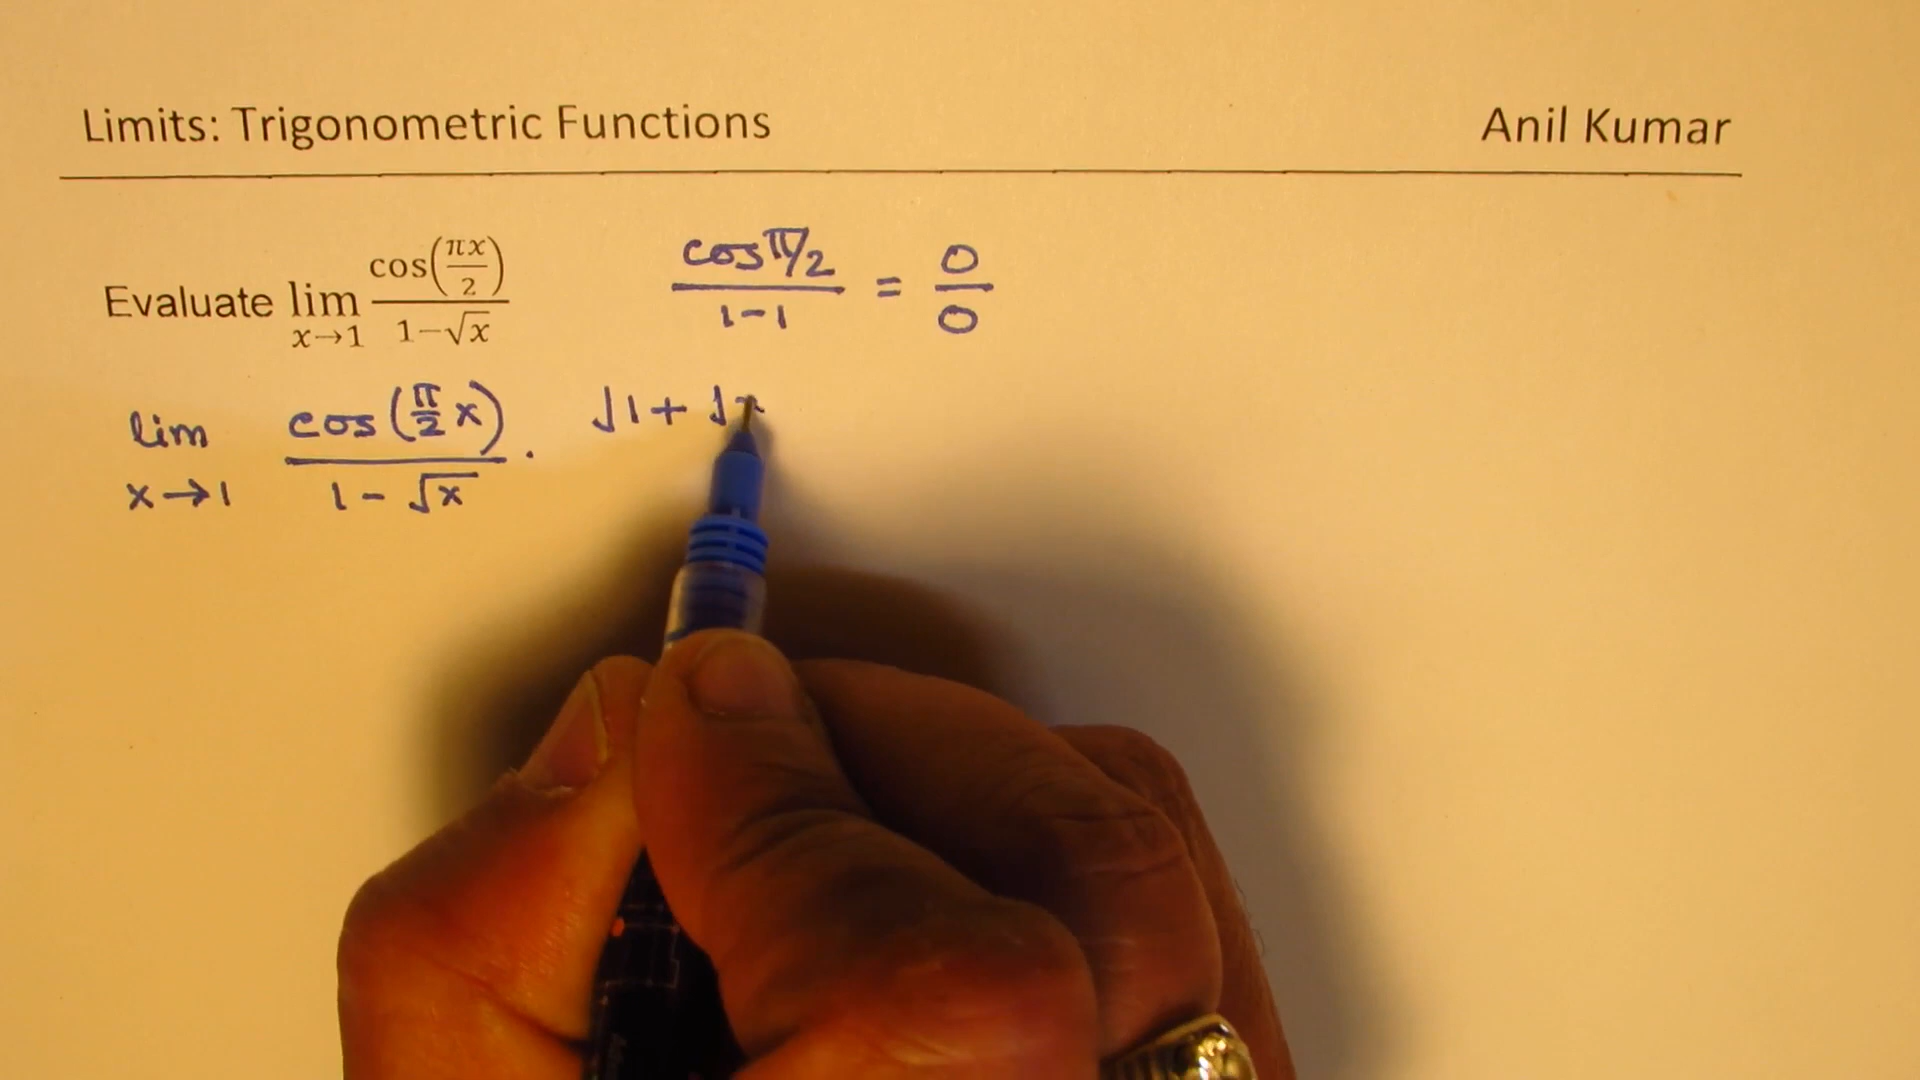 Limits: Trigonometric Functions Anil Kumar
Evaluate lim x→1 cos(πx/2) / 1−√x cos π/2 / 1-1 = 0/0
lim x→1 cos(π/2 x) / 1 - √x . √1 + √x